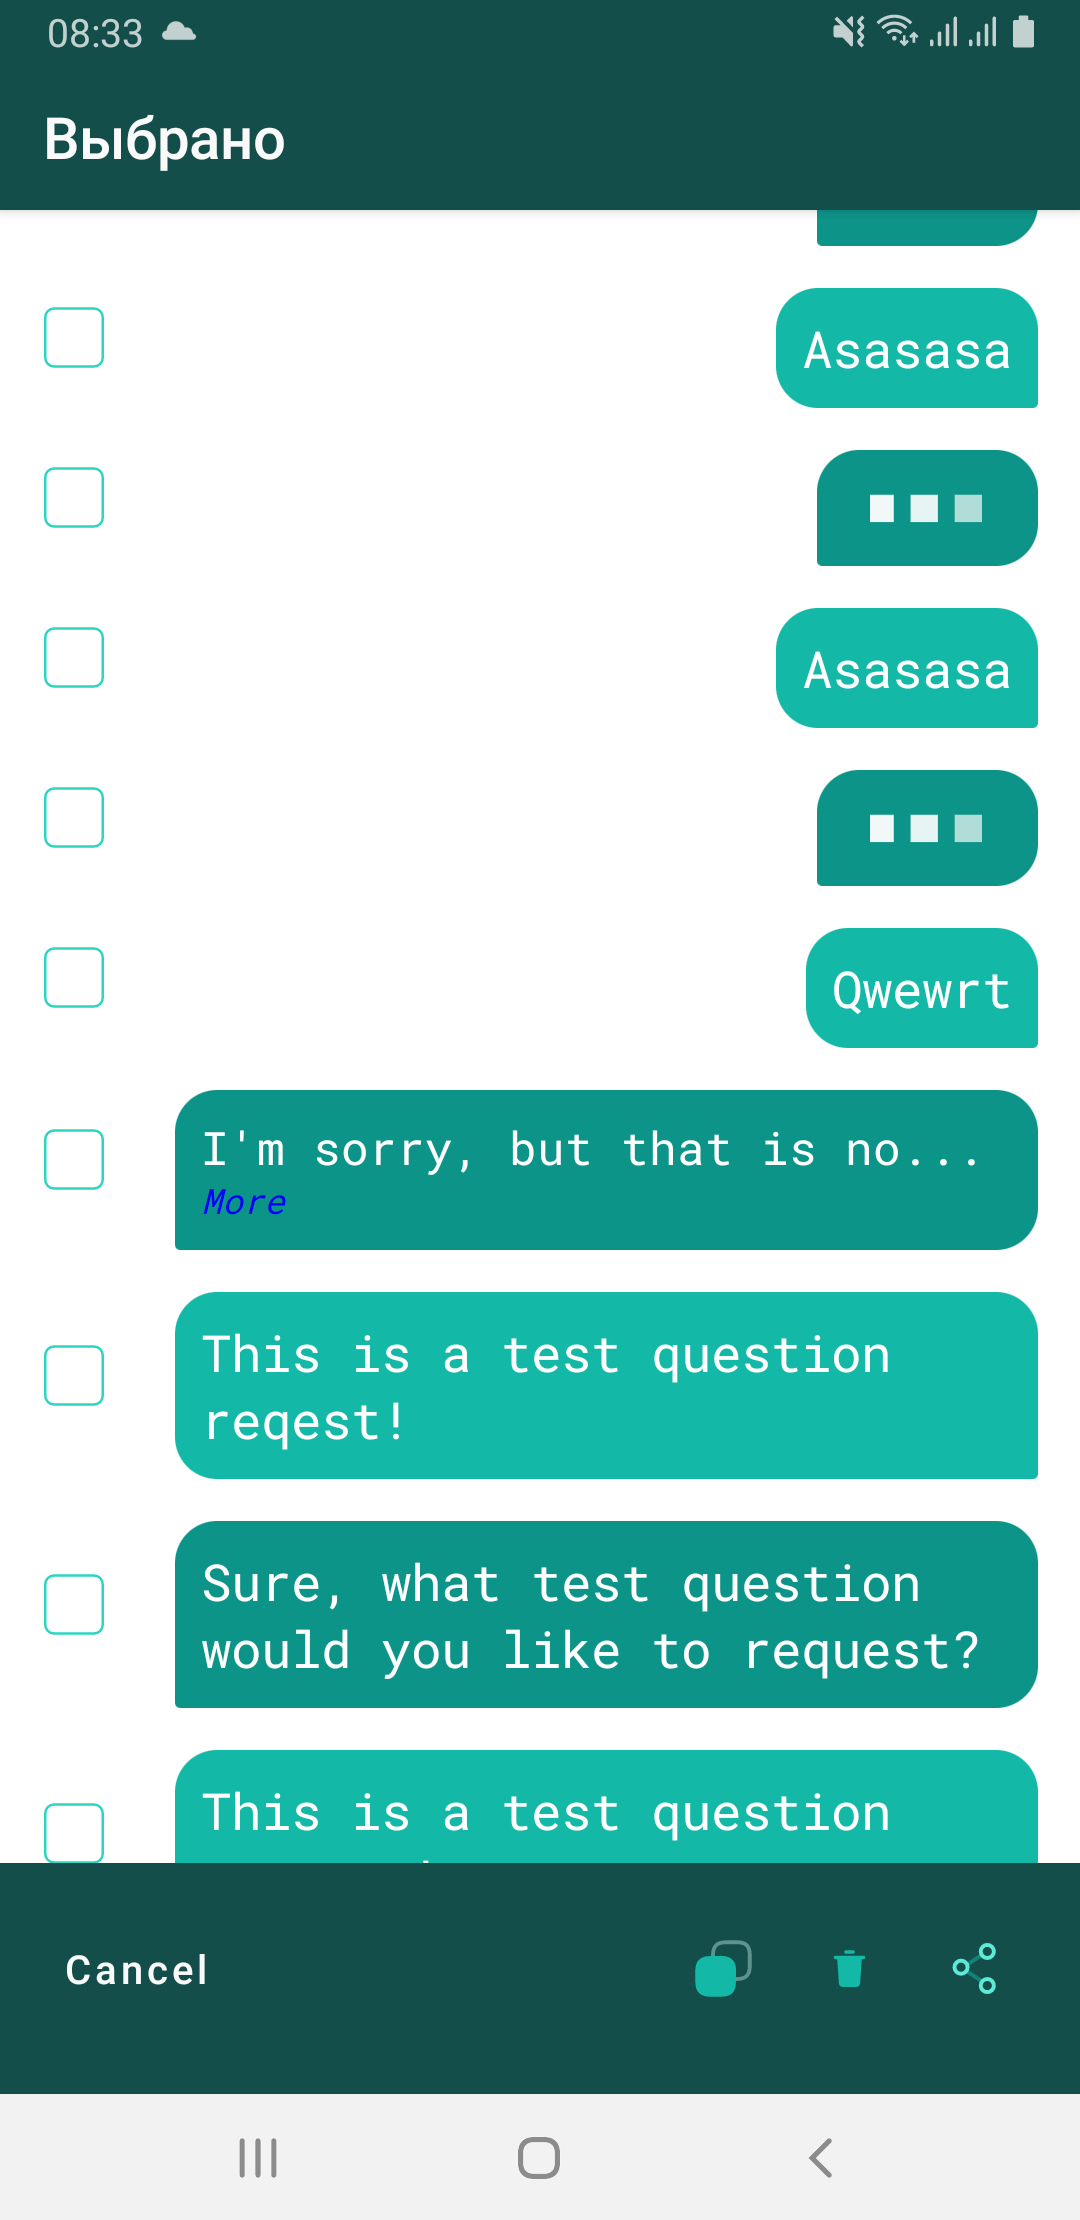 08:33
Выбрано
Asasasa
Asasasa
Qwewrt
I'm sorry, but that is no...
More
This is a test question
reqest!
Sure, what test question
would you like to request?
This is a test question
Cancel